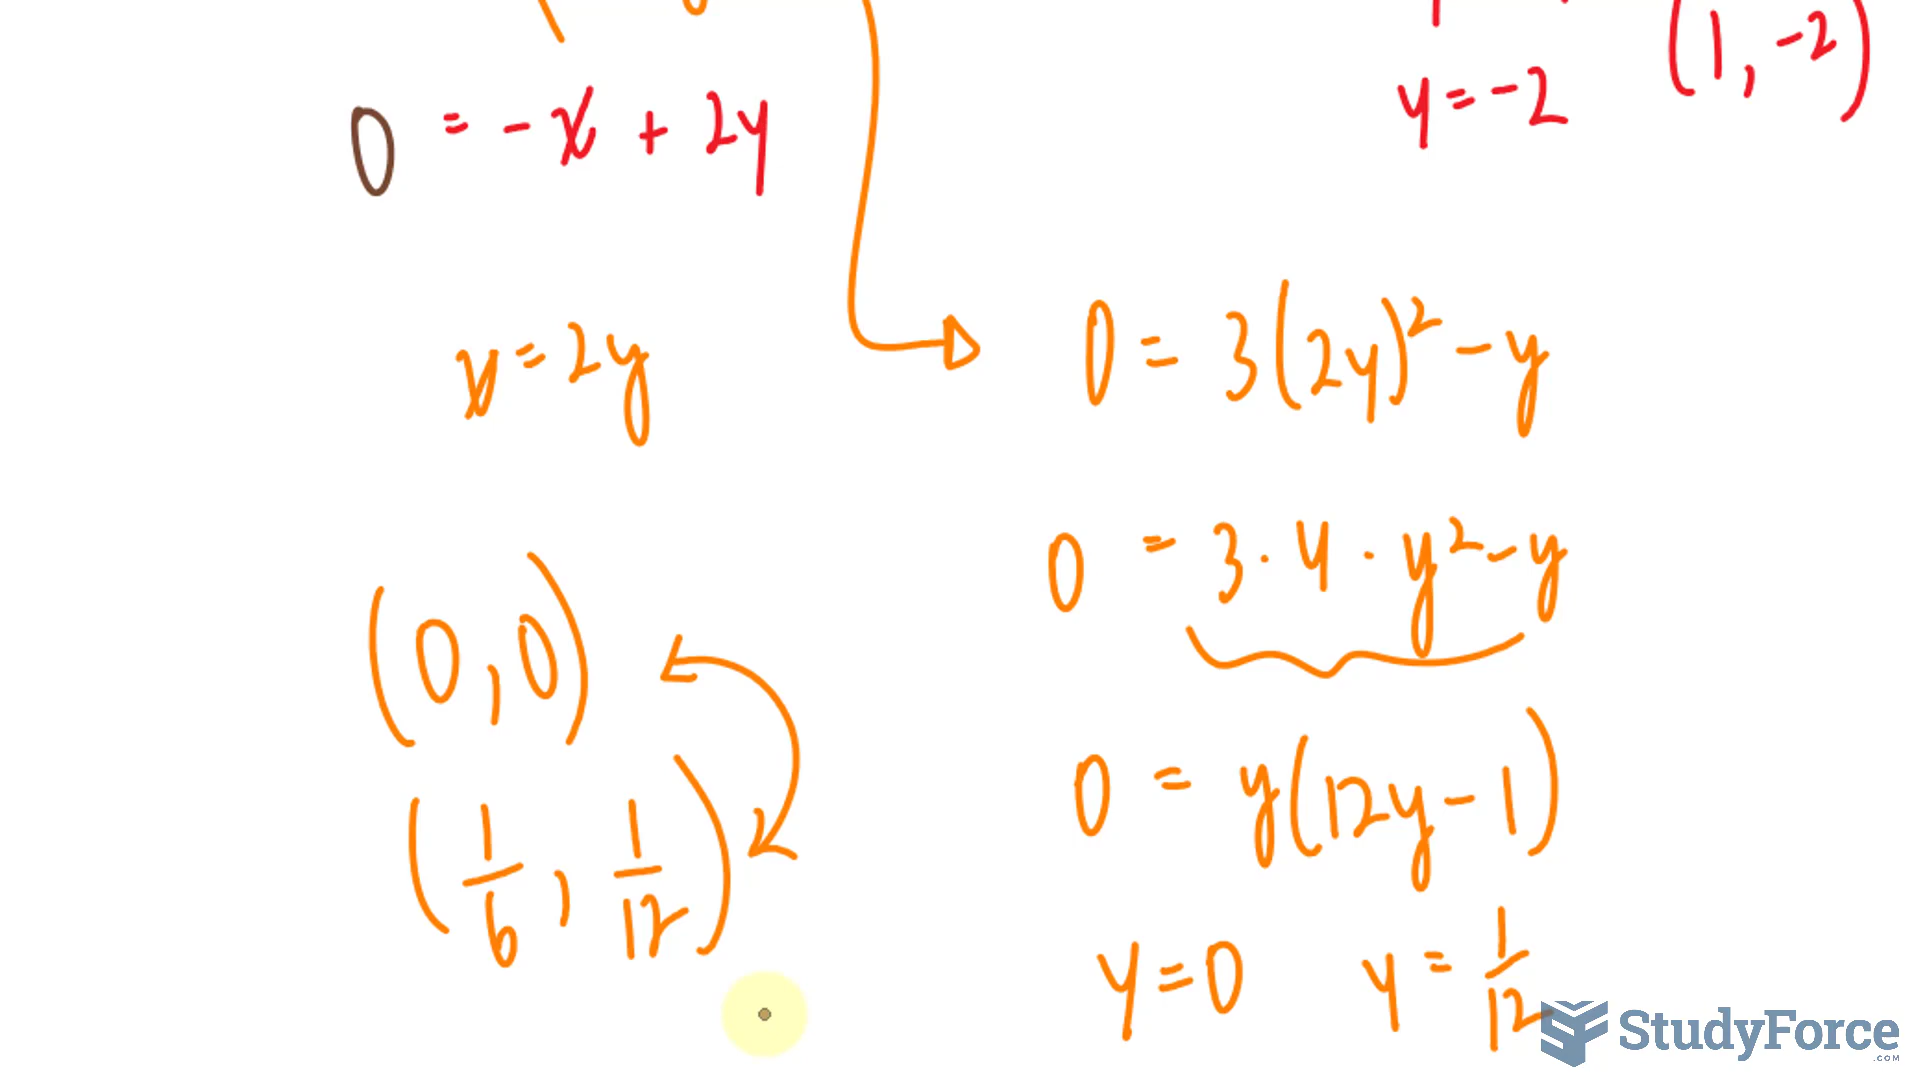 (1, -2)
y = -2
0 = -x + 2y
x = 2y
0 = 3(2y)² - y
0 = 3 · 4 · y² - y
(0, 0)
0 = y(12y - 1)
(1/6, 1/12)
y = 0 y = 1/12
StudyForce
.COM